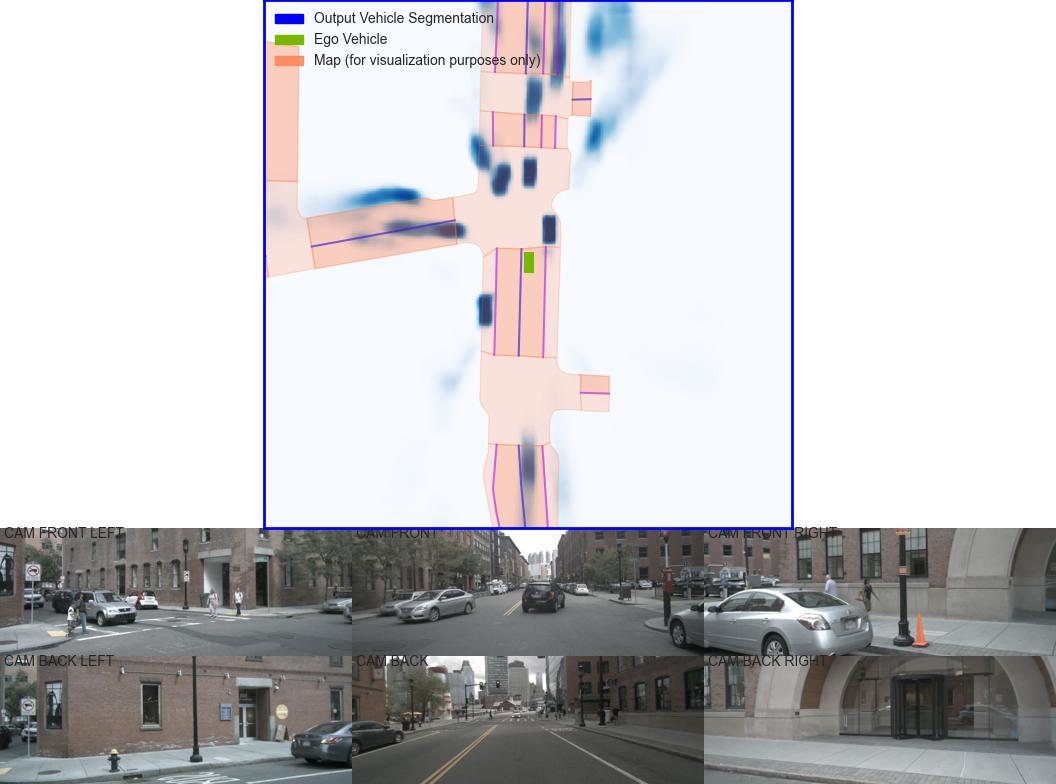 Output Vehicle Segmentation
Ego Vehicle
Map (for visualization purposes only)
CAM FRONT LEFT
CAM FRONT
CAM FRONT RIGHT
CAM BACK LEFT
CAM BACK
CAM BACK RIGHT